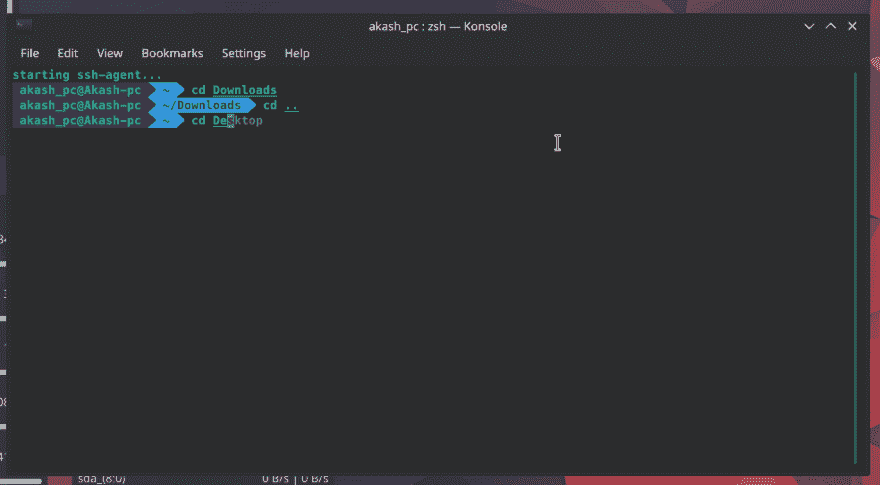 akash_pc : zsh — Konsole
File Edit View Bookmarks Settings Help
starting ssh-agent...
akash_pc@Akash-pc ~ cd Downloads
akash_pc@Akash-pc ~/Downloads cd ..
akash_pc@Akash-pc ~ cd Desktop
sda_(8:0) 0 B/s | 0 B/s